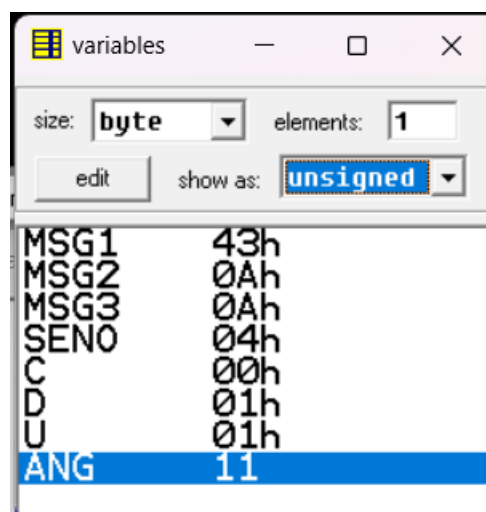 variables
size: byte elements: 1
edit show as: unsigned
MSG1 43h
MSG2 0Ah
MSG3 0Ah
SENO 04h
C 00h
D 01h
U 01h
ANG 11